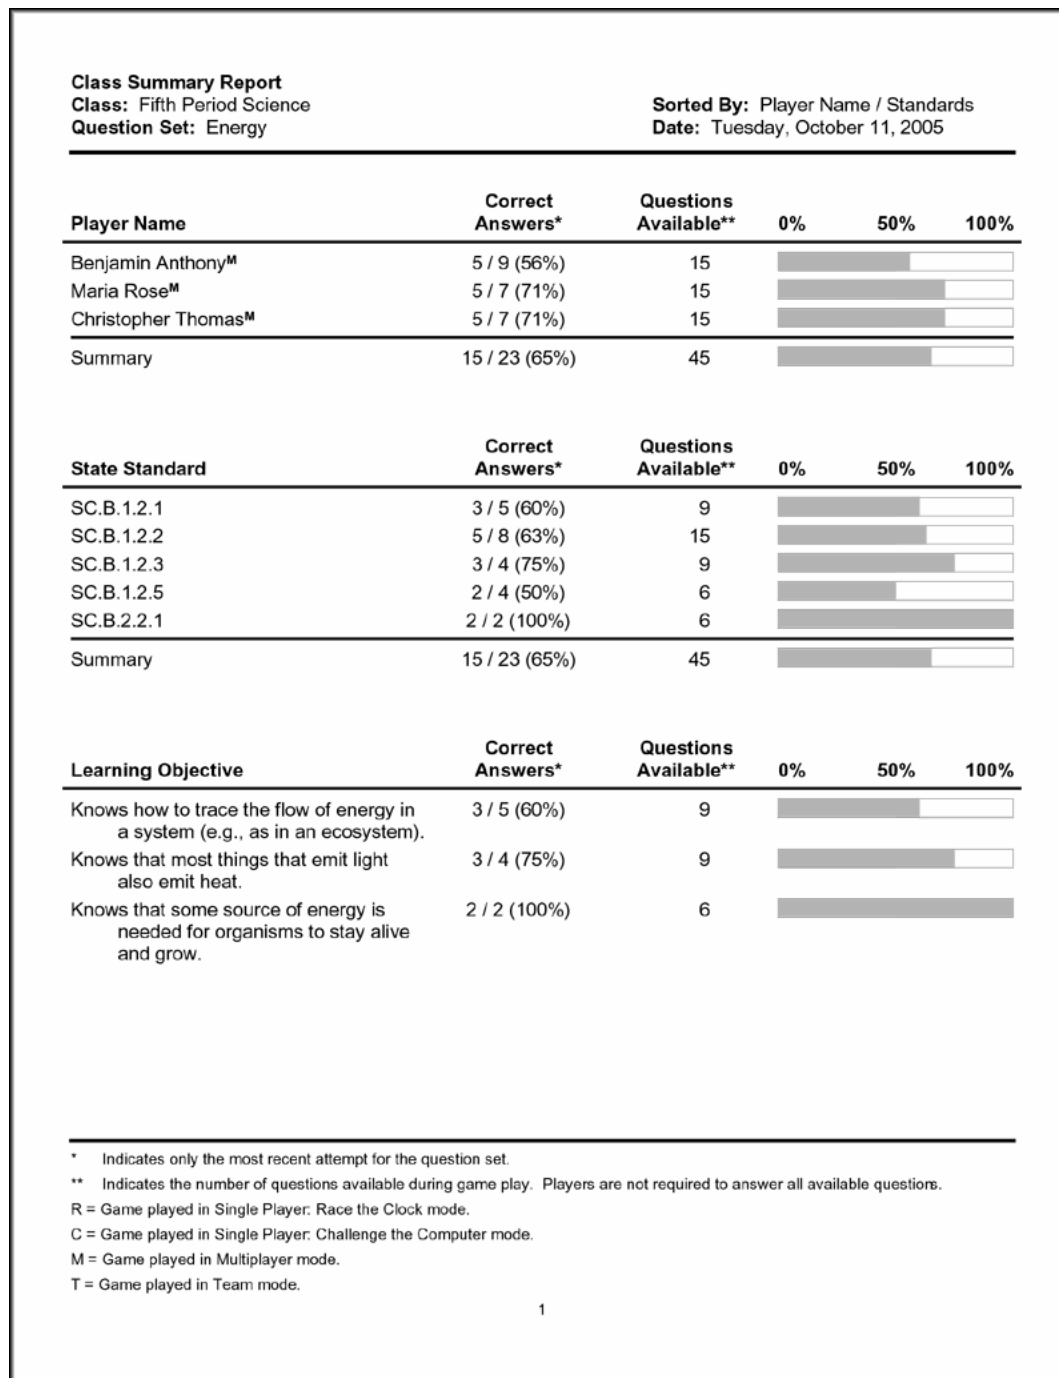 Class Summary Report
Class: Fifth Period Science
Sorted By: Player Name / Standards
Question Set: Energy
Date: Tuesday, October 11, 2005
Player Name Correct Answers* Questions Available** 0% 50% 100%
Benjamin Anthonyᴹ 5 / 9 (56%) 15
Maria Roseᴹ 5 / 7 (71%) 15
Christopher Thomasᴹ 5 / 7 (71%) 15
Summary 15 / 23 (65%) 45
State Standard Correct Answers* Questions Available** 0% 50% 100%
SC.B.1.2.1 3 / 5 (60%) 9
SC.B.1.2.2 5 / 8 (63%) 15
SC.B.1.2.3 3 / 4 (75%) 9
SC.B.1.2.5 2 / 4 (50%) 6
SC.B.2.2.1 2 / 2 (100%) 6
Summary 15 / 23 (65%) 45
Learning Objective Correct Answers* Questions Available** 0% 50% 100%
Knows how to trace the flow of energy in 3 / 5 (60%) 9
a system (e.g., as in an ecosystem).
Knows that most things that emit light 3 / 4 (75%) 9
also emit heat.
Knows that some source of energy is 2 / 2 (100%) 6
needed for organisms to stay alive
and grow.
* Indicates only the most recent attempt for the question set.
** Indicates the number of questions available during game play. Players are not required to answer all available questions.
R = Game played in Single Player: Race the Clock mode.
C = Game played in Single Player: Challenge the Computer mode.
M = Game played in Multiplayer mode.
T = Game played in Team mode.
1